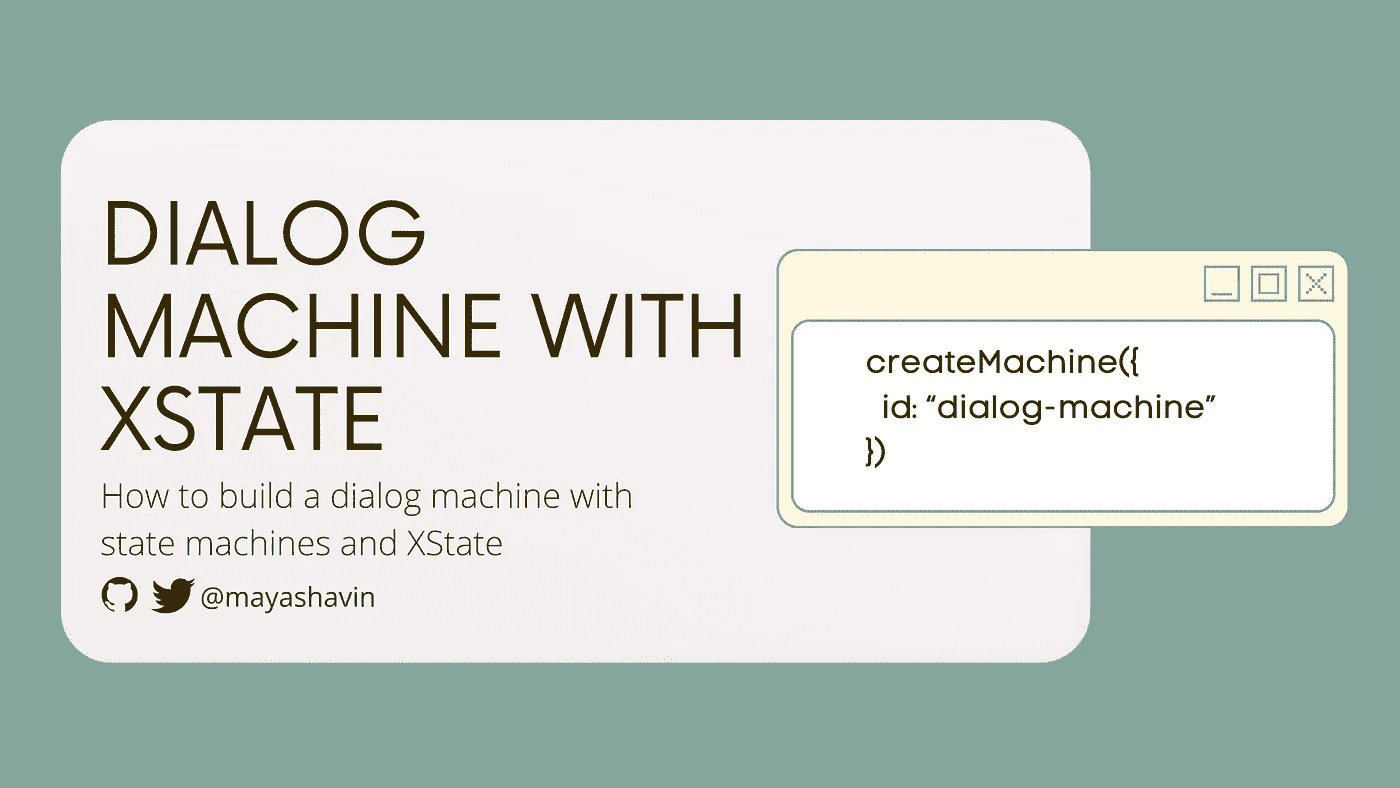 DIALOG
MACHINE WITH
XSTATE
How to build a dialog machine with
state machines and XState
@mayashavin
createMachine({
id: “dialog-machine”
})